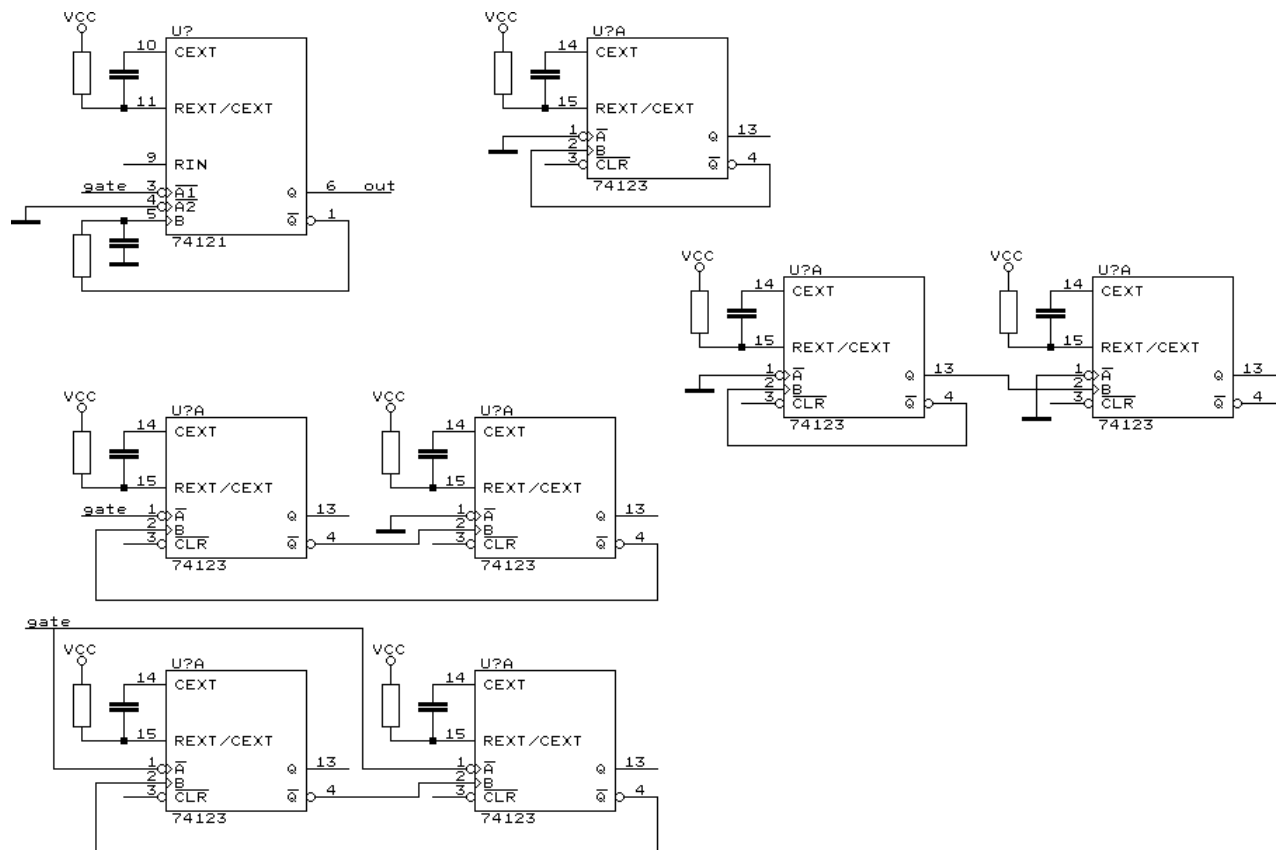 VCC
U?
10 CEXT
11 REXT/CEXT
9 RIN
gate 3 A1 Q 6 out
4 A2
5 B Q 1
74121
VCC
U?A
14 CEXT
15 REXT/CEXT
1 A Q 13
2 B
3 CLR Q 4
74123
VCC
U?A
14 CEXT
15 REXT/CEXT
1 A Q 13
2 B
3 CLR Q 4
74123
VCC
U?A
14 CEXT
15 REXT/CEXT
1 A Q 13
2 B
3 CLR Q 4
74123
VCC
U?A
14 CEXT
15 REXT/CEXT
gate 1 A Q 13
2 B
3 CLR Q 4
74123
VCC
U?A
14 CEXT
15 REXT/CEXT
1 A Q 13
2 B
3 CLR Q 4
74123
gate
VCC
U?A
14 CEXT
15 REXT/CEXT
1 A Q 13
2 B
3 CLR Q 4
74123
VCC
U?A
14 CEXT
15 REXT/CEXT
1 A Q 13
2 B
3 CLR Q 4
74123